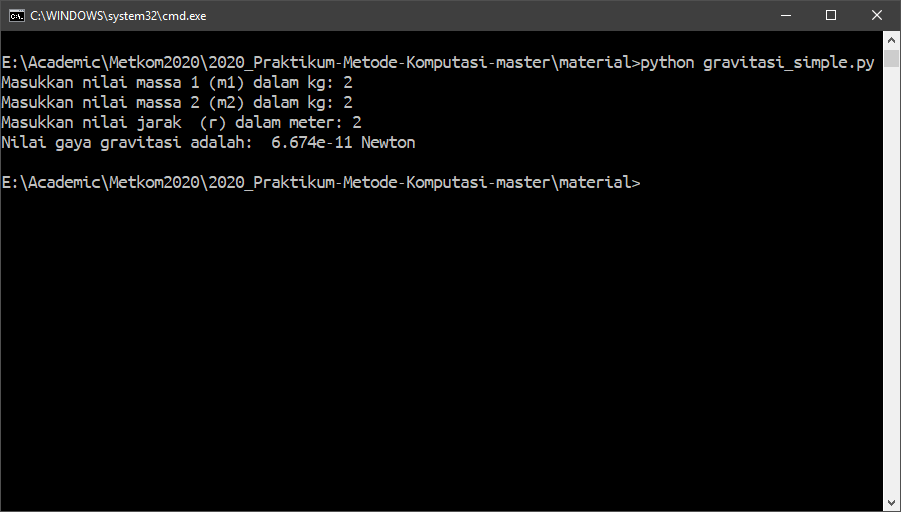 C:\WINDOWS\system32\cmd.exe
E:\Academic\Metkom2020\2020_Praktikum-Metode-Komputasi-master\material>python gravitasi_simple.py
Masukkan nilai massa 1 (m1) dalam kg: 2
Masukkan nilai massa 2 (m2) dalam kg: 2
Masukkan nilai jarak  (r) dalam meter: 2
Nilai gaya gravitasi adalah:  6.674e-11 Newton
E:\Academic\Metkom2020\2020_Praktikum-Metode-Komputasi-master\material>